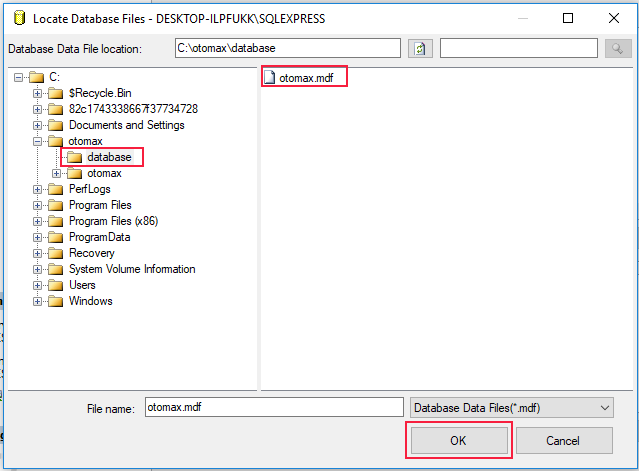 Locate Database Files - DESKTOP-ILPFUKK\SQLEXPRESS
Database Data File location:
C:\otomax\database
C:
$Recycle.Bin
82c1743338667f37734728
Documents and Settings
otomax
database
otomax
PerfLogs
Program Files
Program Files (x86)
ProgramData
Recovery
System Volume Information
Users
Windows
otomax.mdf
File name:
otomax.mdf
Database Data Files(*.mdf)
OK
Cancel